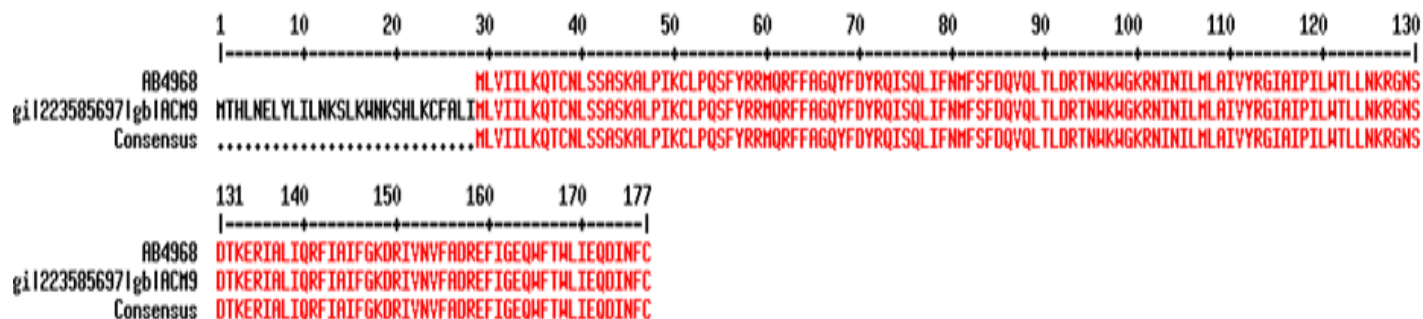 1 10 20 30 40 50 60 70 80 90 100 110 120 130
|--------+---------+---------+---------+---------+---------+---------+---------+---------+---------+---------+---------+---------|
AB4968 MLVIILKQTCNLSSASKALPIKCLPQSFYRRMQRFFAGQYFDYRQISQLIFNMFSFDQVQLTLDRTNWKWGKRNINILMLAIVYRGIAIPILWTLLNKRGNS
gi|223585697|gb|ACM9 MTHLNELYLILNKSLKWNKSHLKCFALIMLVIILKQTCNLSSASKALPIKCLPQSFYRRMQRFFAGQYFDYRQISQLIFNMFSFDQVQLTLDRTNWKWGKRNINILMLAIVYRGIAIPILWTLLNKRGNS
Consensus ............................MLVIILKQTCNLSSASKALPIKCLPQSFYRRMQRFFAGQYFDYRQISQLIFNMFSFDQVQLTLDRTNWKWGKRNINILMLAIVYRGIAIPILWTLLNKRGNS
131 140 150 160 170 177
|--------+---------+---------+---------+------|
AB4968 DTKERIALIQRFIAIFGKDRIVNVFADREFIGEQWFTWLIEQDINFC
gi|223585697|gb|ACM9 DTKERIALIQRFIAIFGKDRIVNVFADREFIGEQWFTWLIEQDINFC
Consensus DTKERIALIQRFIAIFGKDRIVNVFADREFIGEQWFTWLIEQDINFC